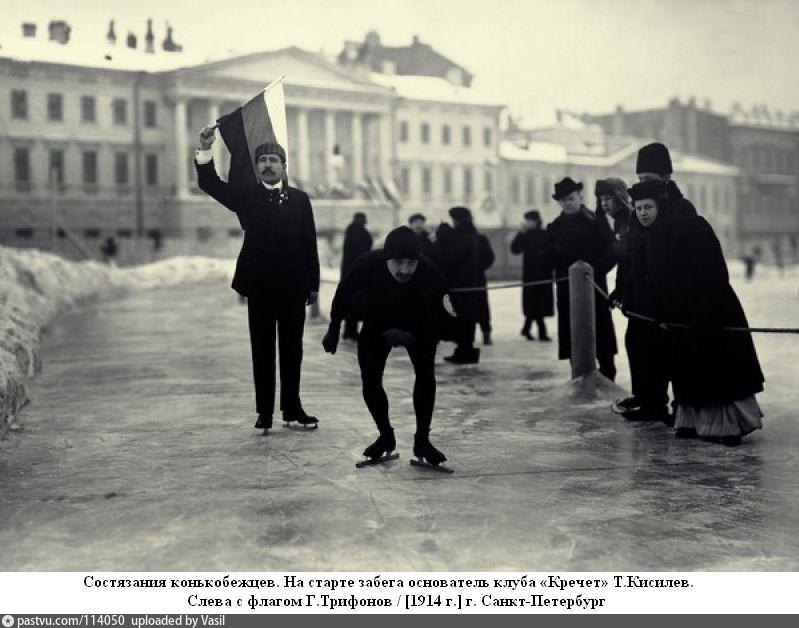 Состязания конькобежцев. На старте забега основатель клуба «Кречет» Т.Кисилев.
Слева с флагом Г.Трифонов / [1914 г.] г. Санкт-Петербург
pastvu.com/114050 uploaded by Vasil